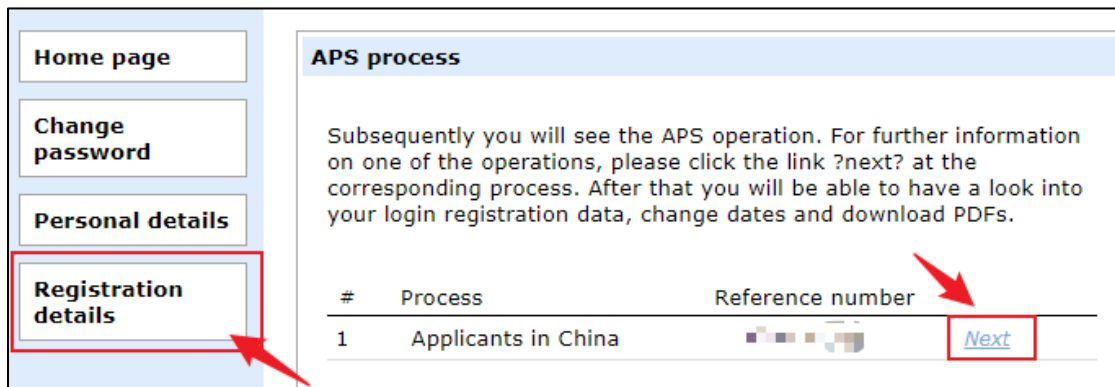 Home page
Change
password
Personal details
Registration
details
APS process
Subsequently you will see the APS operation. For further information
on one of the operations, please click the link ?next? at the
corresponding process. After that you will be able to have a look into
your login registration data, change dates and download PDFs.
# Process Reference number
1 Applicants in China Next